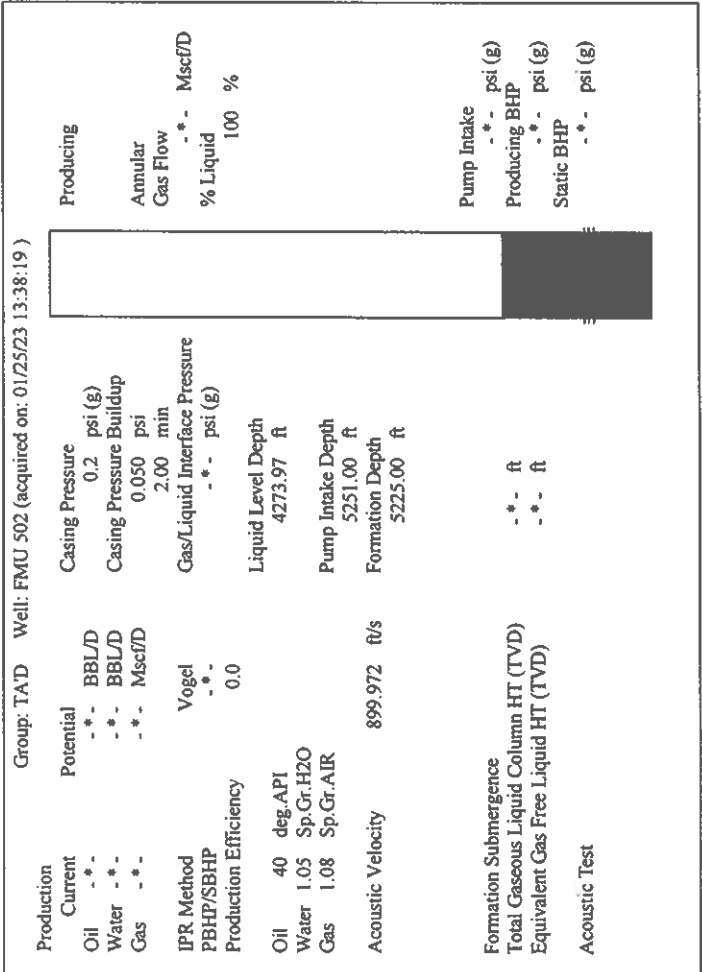 Group: TA'D Well: FMU 502 (acquired on: 01/25/23 13:38:19 )
Production
Current Potential
Oil - * - - * - BBL/D
Water - * - - * - BBL/D
Gas - * - - * - Mscf/D
IPR Method Vogel
PBHP/SBHP - * -
Production Efficiency 0.0
Oil 40 deg.API
Water 1.05 Sp.Gr.H2O
Gas 1.08 Sp.Gr.AIR
Acoustic Velocity 899.972 ft/s
Formation Submergence
Total Gaseous Liquid Column HT (TVD) - * - ft
Equivalent Gas Free Liquid HT (TVD) - * - ft
Acoustic Test
Casing Pressure
0.2 psi (g)
Casing Pressure Buildup
0.050 psi
2.00 min
Gas/Liquid Interface Pressure
- * - psi (g)
Liquid Level Depth
4273.97 ft
Pump Intake Depth
5251.00 ft
Formation Depth
5225.00 ft
Producing
Annular
Gas Flow
- * - Mscf/D
% Liquid
100 %
Pump Intake
- * - psi (g)
Producing BHP
- * - psi (g)
Static BHP
- * - psi (g)